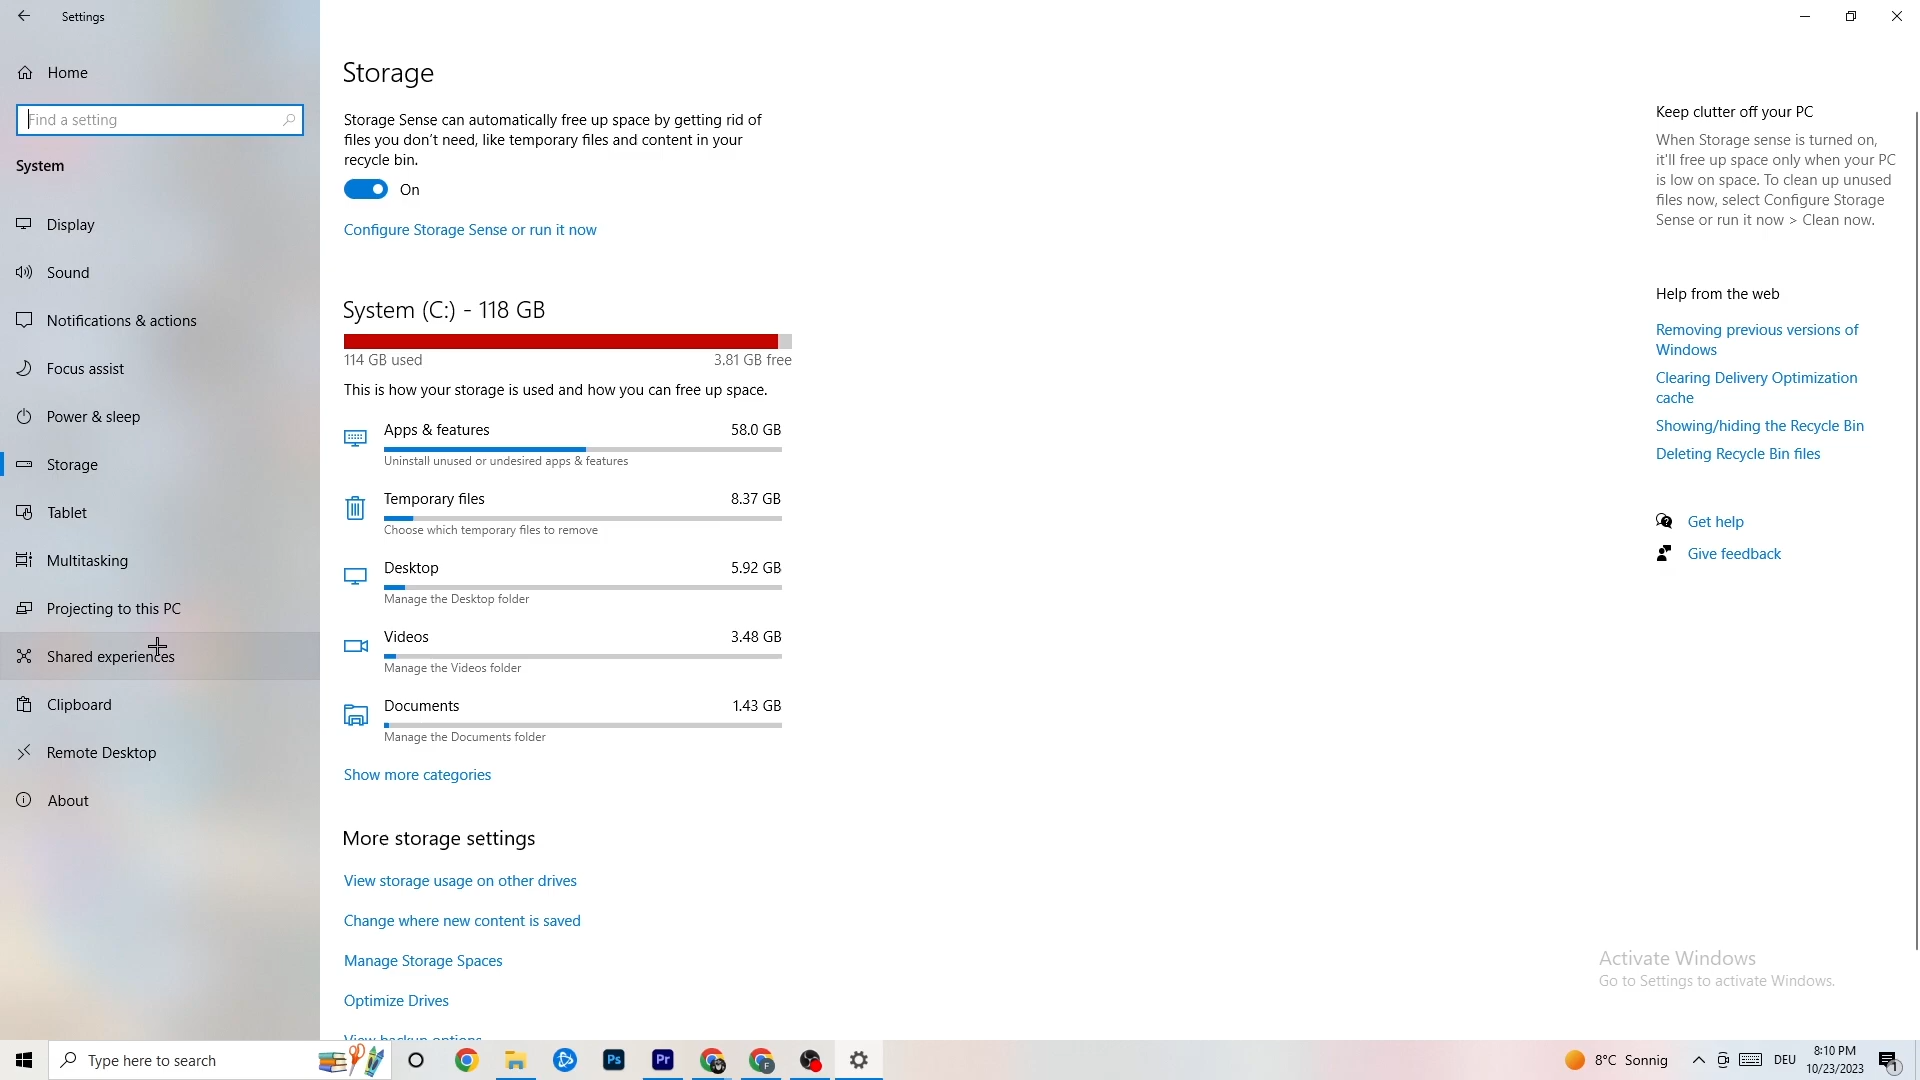 Settings
Home
Find a setting
System
Display
Sound
Notifications & actions
Focus assist
Power & sleep
Storage
Tablet
Multitasking
Projecting to this PC
Shared experiences
Clipboard
Remote Desktop
About
Storage
Storage Sense can automatically free up space by getting rid of
files you don't need, like temporary files and content in your
recycle bin.
On
Configure Storage Sense or run it now
System (C:) - 118 GB
114 GB used
3.81 GB free
This is how your storage is used and how you can free up space.
Apps & features
58.0 GB
Uninstall unused or undesired apps & features
Temporary files
8.37 GB
Choose which temporary files to remove
Desktop
5.92 GB
Manage the Desktop folder
Videos
3.48 GB
Manage the Videos folder
Documents
1.43 GB
Manage the Documents folder
Show more categories
More storage settings
View storage usage on other drives
Change where new content is saved
Manage Storage Spaces
Optimize Drives
View backup options
Keep clutter off your PC
When Storage sense is turned on,
it'll free up space only when your PC
is low on space. To clean up unused
files now, select Configure Storage
Sense or run it now > Clean now.
Help from the web
Removing previous versions of
Windows
Clearing Delivery Optimization
cache
Showing/hiding the Recycle Bin
Deleting Recycle Bin files
Get help
Give feedback
Activate Windows
Go to Settings to activate Windows.
Type here to search
Ps
Pr
F
8°C Sonnig
DEU
8:10 PM
10/23/2023
1